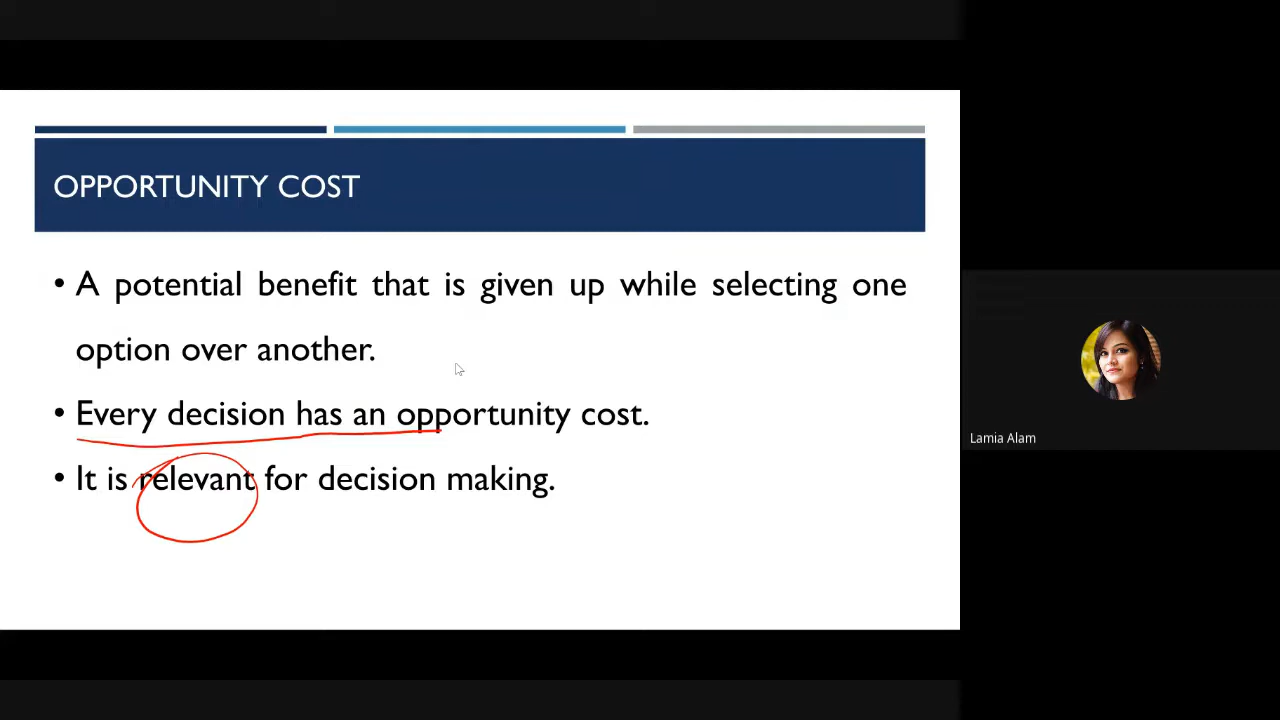 OPPORTUNITY COST
• A potential benefit that is given up while selecting one
option over another.
• Every decision has an opportunity cost.
• It is relevant for decision making.
Lamia Alam